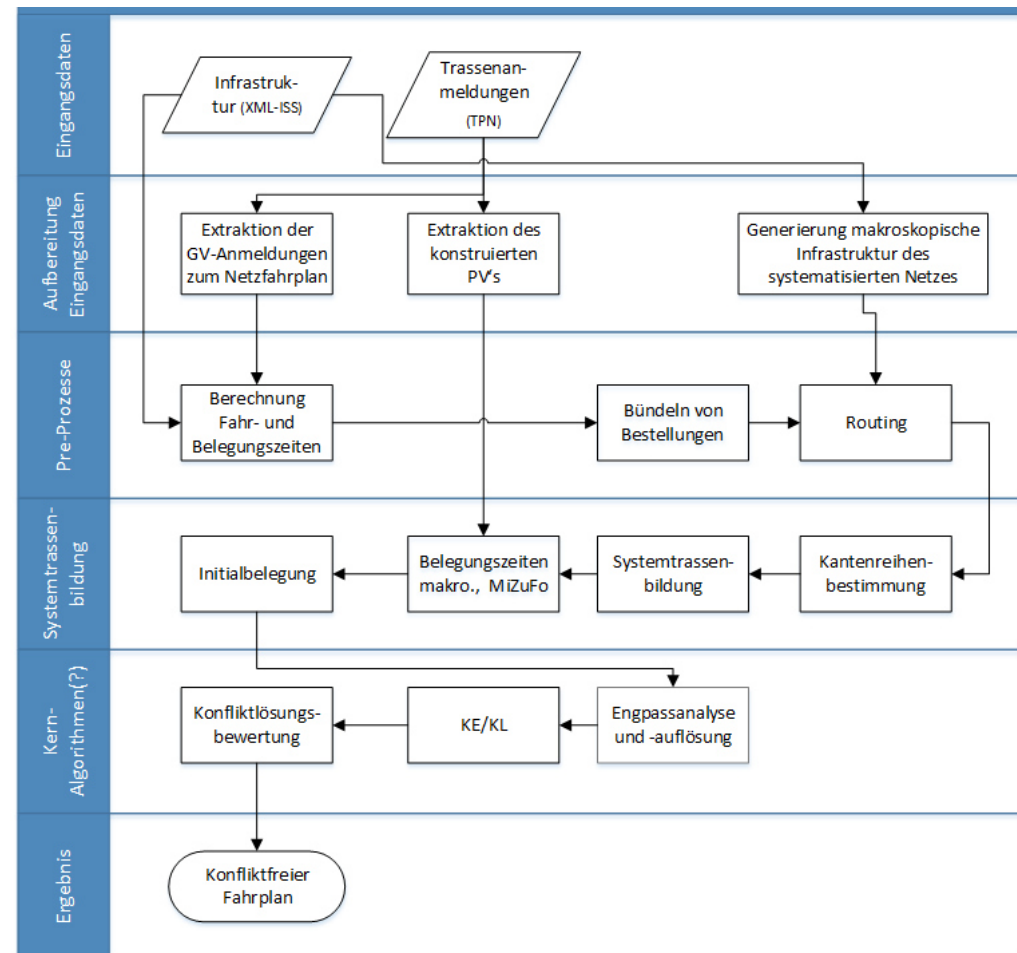 Eingangsdaten
Infrastruk-
tur (XML-ISS)
Trassenan-
meldungen
(TPN)
Aufbereitung
Eingangsdaten
Extraktion der
GV-Anmeldungen
zum Netzfahrplan
Extraktion des
konstruierten
PV's
Generierung makroskopische
Infrastruktur des
systematisierten Netzes
Pre-Prozesse
Berechnung
Fahr- und
Belegungszeiten
Bündeln von
Bestellungen
Routing
Systemtrassen-
bildung
Initialbelegung
Belegungszeiten
makro., MiZuFo
Systemtrassen-
bildung
Kantenreihen-
bestimmung
Kern-
Algorithmen(?)
Konfliktlösungs-
bewertung
KE/KL
Engpassanalyse
und -auflösung
Ergebnis
Konfliktfreier
Fahrplan